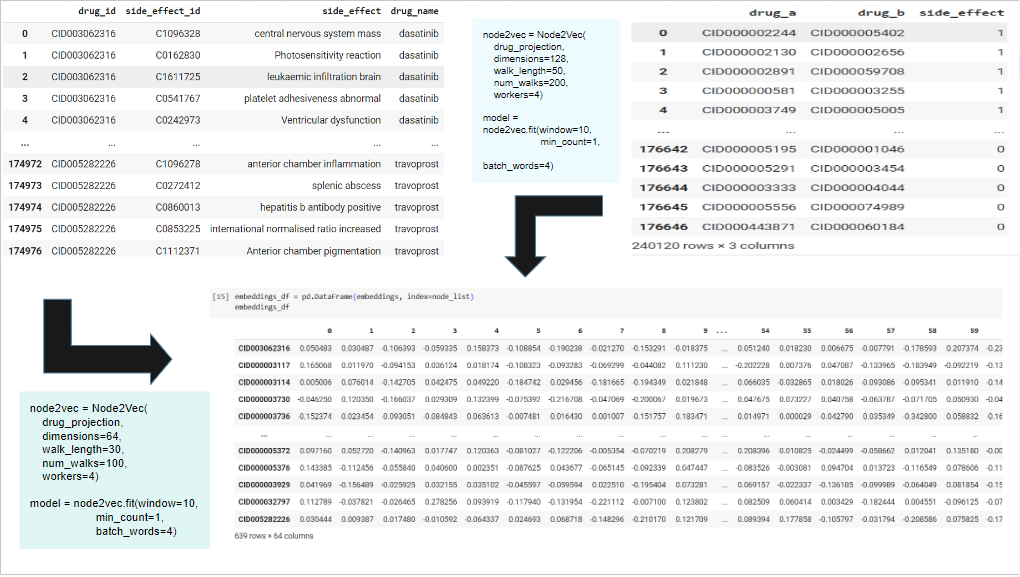 drug_id side_effect_id side_effect drug_name
0 CID003062316 C1096328 central nervous system mass dasatinib
1 CID003062316 C0162830 Photosensitivity reaction dasatinib
2 CID003062316 C1611725 leukaemic infiltration brain dasatinib
3 CID003062316 C0541767 platelet adhesiveness abnormal dasatinib
4 CID003062316 C0242973 Ventricular dysfunction dasatinib
... ... ... ... ...
174972 CID005282226 C1096278 anterior chamber inflammation travoprost
174973 CID005282226 C0272412 splenic abscess travoprost
174974 CID005282226 C0860013 hepatitis b antibody positive travoprost
174975 CID005282226 C0853225 international normalised ratio increased travoprost
174976 CID005282226 C1112371 Anterior chamber pigmentation travoprost
node2vec = Node2Vec(
drug_projection,
dimensions=128,
walk_length=50,
num_walks=200,
workers=4)
model =
node2vec.fit(window=10,
min_count=1,
batch_words=4)
drug_a drug_b side_effect
0 CID000002244 CID000005402 1
1 CID000002130 CID000002656 1
2 CID000002891 CID000059708 1
3 CID000000581 CID000003255 1
4 CID000003749 CID000005005 1
... ... ... ...
176642 CID000005195 CID000001046 0
176643 CID000005291 CID000003454 0
176644 CID000003333 CID000004044 0
176645 CID000005556 CID000074989 0
176646 CID000443871 CID000060184 0
240120 rows × 3 columns
[15] embeddings_df = pd.DataFrame(embeddings, index=node_list)
embeddings_df
0 1 2 3 4 5 6 7 8 9 ... 54 55 56 57 58 59
CID003062316 0.050483 0.030487 -0.106393 -0.059335 0.158373 -0.108854 -0.190238 -0.021270 -0.153291 -0.018375 ... 0.051240 0.018230 0.006675 -0.007791 -0.178593 0.207374 -0.23
CID000003117 0.165068 0.011970 -0.094153 0.036124 0.018174 -0.108323 -0.093283 -0.069299 -0.044082 0.111230 ... -0.202228 0.007376 0.047087 -0.133965 -0.183949 -0.092219 -0.13
CID000003114 0.005006 0.076014 -0.142705 0.042475 0.049220 -0.184742 0.029456 -0.181665 -0.194349 0.021848 ... 0.066035 -0.032865 0.018026 -0.093086 -0.095341 0.011910 -0.14
CID000003730 -0.046250 0.120350 -0.166037 0.029309 0.132399 -0.075392 -0.216708 -0.047069 -0.200067 0.019673 ... 0.047675 0.073227 0.040758 -0.063787 -0.071705 0.050930 -0.04
CID000003736 -0.152374 -0.023454 -0.093051 -0.084843 0.063613 -0.007481 0.016430 0.001007 -0.151757 0.183471 ... 0.014971 0.000029 -0.042790 0.035349 -0.342800 0.058832 -0.16
... ... ... ... ... ... ... ... ... ... ... ... ... ... ... ... ... ...
CID000005372 0.097160 0.052720 -0.140963 0.017747 0.120363 -0.081027 -0.122206 -0.005354 -0.070219 0.208279 ... 0.208396 0.010825 -0.024499 -0.058662 0.012041 0.135180 -0.00
CID000005376 0.143385 -0.112456 -0.055840 0.040600 0.002351 -0.087625 0.043677 -0.065145 -0.092339 0.047447 ... -0.083526 -0.003081 0.094704 0.013723 -0.116549 0.078606 -0.11
CID000003929 0.041969 -0.156489 -0.025925 0.032155 0.035102 -0.045597 -0.059594 0.022510 -0.195404 0.073281 ... 0.069157 -0.022337 -0.136185 -0.099989 -0.064049 0.081854 -0.15
CID000032797 0.112789 -0.037821 -0.026465 0.278256 0.093919 -0.117940 -0.131954 -0.221112 -0.007100 0.123802 ... -0.082509 0.060414 0.003429 -0.182444 0.004551 -0.096125 -0.07
CID005282226 0.030444 0.009387 0.017480 -0.010592 -0.064337 0.024693 0.068718 -0.148296 -0.210170 0.121709 ... 0.089394 0.177858 -0.105797 -0.031794 -0.208586 0.075825 -0.17
639 rows × 64 columns
node2vec = Node2Vec(
drug_projection,
dimensions=64,
walk_length=30,
num_walks=100,
workers=4)
model = node2vec.fit(window=10,
min_count=1,
batch_words=4)